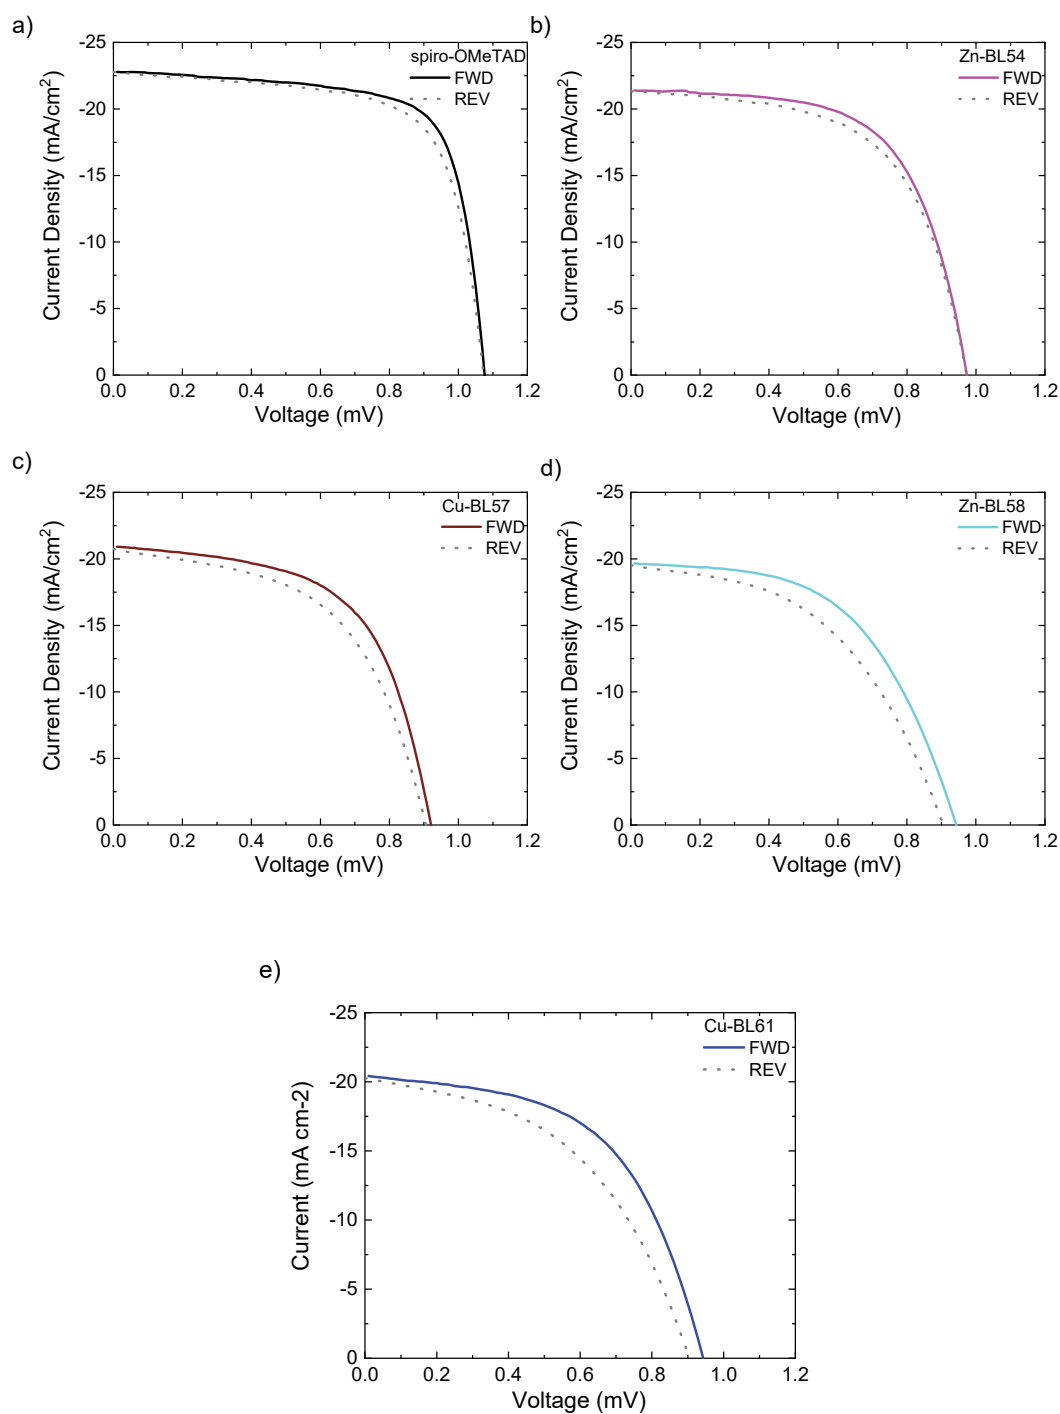 a)
spiro-OMeTAD
FWD
REV
-25
-20
-15
-10
-5
0
Current Density (mA/cm²)
0.0 0.2 0.4 0.6 0.8 1.0 1.2
Voltage (mV)
b)
Zn-BL54
FWD
REV
-25
-20
-15
-10
-5
0
Current Density (mA/cm²)
0.0 0.2 0.4 0.6 0.8 1.0 1.2
Voltage (mV)
c)
Cu-BL57
FWD
REV
-25
-20
-15
-10
-5
0
Current Density (mA/cm²)
0.0 0.2 0.4 0.6 0.8 1.0 1.2
Voltage (mV)
d)
Zn-BL58
FWD
REV
-25
-20
-15
-10
-5
0
Current Density (mA/cm²)
0.0 0.2 0.4 0.6 0.8 1.0 1.2
Voltage (mV)
e)
Cu-BL61
FWD
REV
-25
-20
-15
-10
-5
0
Current (mA cm-2)
0.0 0.2 0.4 0.6 0.8 1.0 1.2
Voltage (mV)